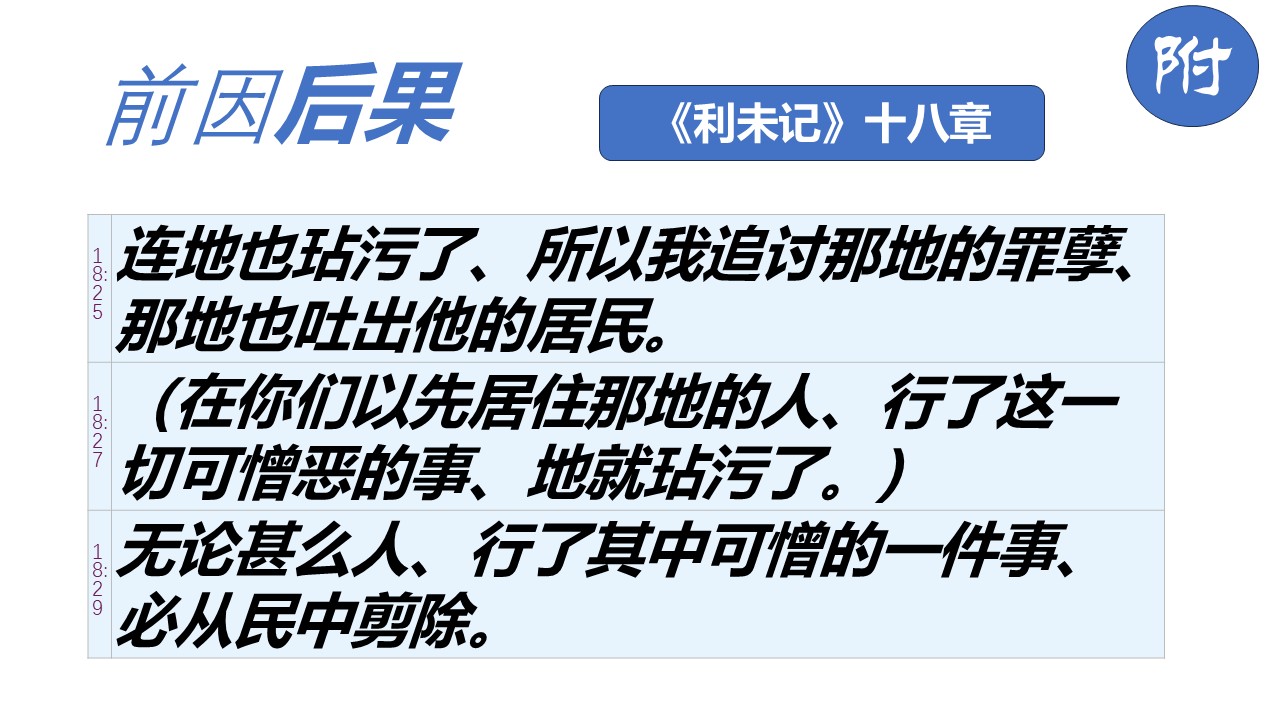 附
前因后果
《利未记》十八章
18:25
连地也玷污了、所以我追讨那地的罪孽、
那地也吐出他的居民。
18:27
（在你们以先居住那地的人、行了这一
切可憎恶的事、地就玷污了。）
18:29
无论甚么人、行了其中可憎的一件事、
必从民中剪除。